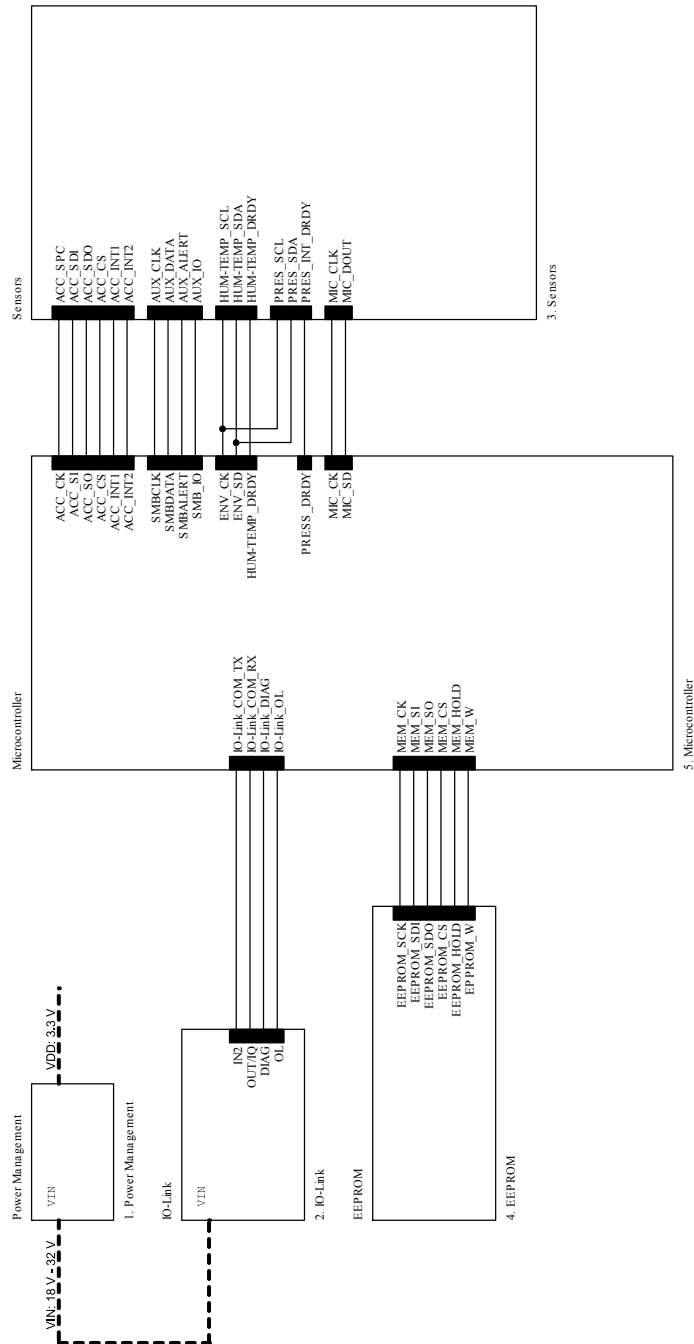 Power Management
VIN: 18 V - 32 V
VIN
VDD: 3.3 V
1. Power Management
IO-Link
VIN
IN2
OUT/IQ
DIAG
OL
2. IO-Link
EEPROM
EEPROM_SCK
EEPROM_SDI
EEPROM_SDO
EEPROM_CS
EEPROM_HOLD
EPPROM_W
4. EEPROM
Microcontroller
IO-Link_COM_TX
IO-Link_COM_RX
IO-Link_DIAG
IO-Link_OL
MEM_CK
MEM_SI
MEM_SO
MEM_CS
MEM_HOLD
MEM_W
ACC_CK
ACC_SI
ACC_SO
ACC_CS
ACC_INT1
ACC_INT2
SMBCLK
SMBDATA
SMBALERT
SMB_IO
ENV_CK
ENV_SD
HUM-TEMP_DRDY
PRESS_DRDY
MIC_CK
MIC_SD
5. Microcontroller
Sensors
ACC_SPC
ACC_SDI
ACC_SDO
ACC_CS
ACC_INT1
ACC_INT2
AUX_CLK
AUX_DATA
AUX_ALERT
AUX_IO
HUM-TEMP_SCL
HUM-TEMP_SDA
HUM-TEMP_DRDY
PRES_SCL
PRES_SDA
PRES_INT_DRDY
MIC_CLK
MIC_DOUT
3. Sensors